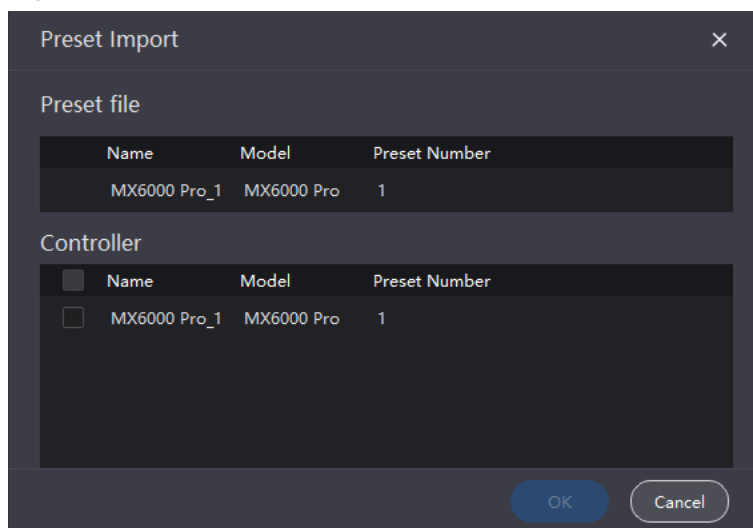 Preset Import
Preset file
Name Model Preset Number
MX6000 Pro_1 MX6000 Pro 1
Controller
Name Model Preset Number
MX6000 Pro_1 MX6000 Pro 1
OK Cancel